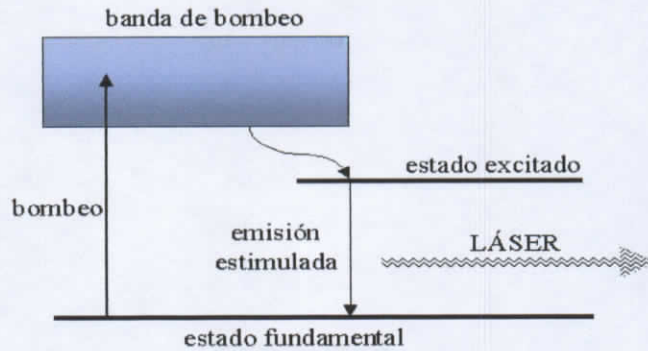 banda de bombeo
estado excitado
bombeo
emisión
estimulada
LÁSER
estado fundamental